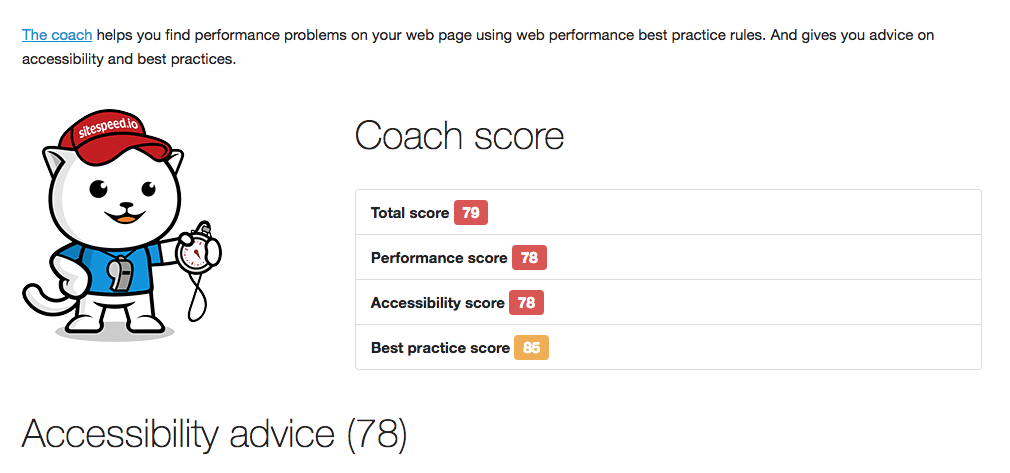 The coach helps you find performance problems on your web page using web performance best practice rules. And gives you advice on
accessibility and best practices.
sitespeed.io
Coach score
Total score 79
Performance score 78
Accessibility score 78
Best practice score 85
Accessibility advice (78)